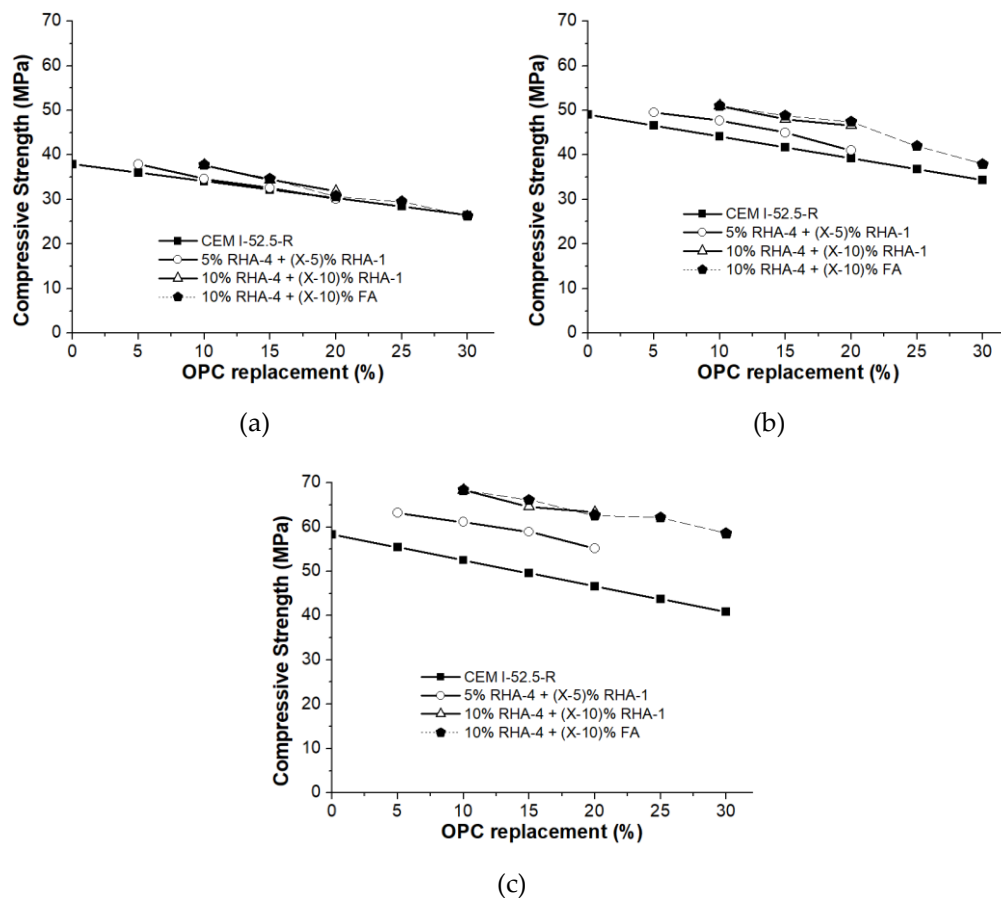 70
60
50
40
30
20
10
0
Compressive Strength (MPa)
CEM I-52.5-R
5% RHA-4 + (X-5)% RHA-1
10% RHA-4 + (X-10)% RHA-1
10% RHA-4 + (X-10)% FA
0 5 10 15 20 25 30
OPC replacement (%)
(a)
70
60
50
40
30
20
10
0
Compressive Strength (MPa)
CEM I-52.5-R
5% RHA-4 + (X-5)% RHA-1
10% RHA-4 + (X-10)% RHA-1
10% RHA-4 + (X-10)% FA
0 5 10 15 20 25 30
OPC replacement (%)
(b)
70
60
50
40
30
20
10
0
Compressive Strength (MPa)
CEM I-52.5-R
5% RHA-4 + (X-5)% RHA-1
10% RHA-4 + (X-10)% RHA-1
10% RHA-4 + (X-10)% FA
0 5 10 15 20 25 30
OPC replacement (%)
(c)